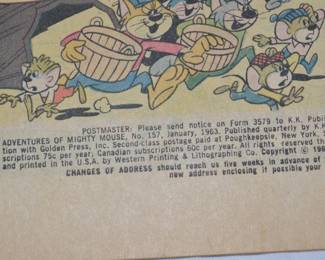 POSTMASTER: Please send notice on Form 3579 to K.K. Publi
ADVENTURES OF MIGHTY MOUSE, No. 157, January, 1963. Published quarterly by K.K.
tion with Golden Press, Inc. Second-class postage paid at Poughkeepsie, New York,
scriptions 75c per year, Canadian subscriptions 90c per year. All rights reserved
and printed in the U.S.A. by Western Printing & Lithographing Co. Copyright © 196
CHANGES OF ADDRESS should reach us five weeks in advance of
new address enclosing if possible your